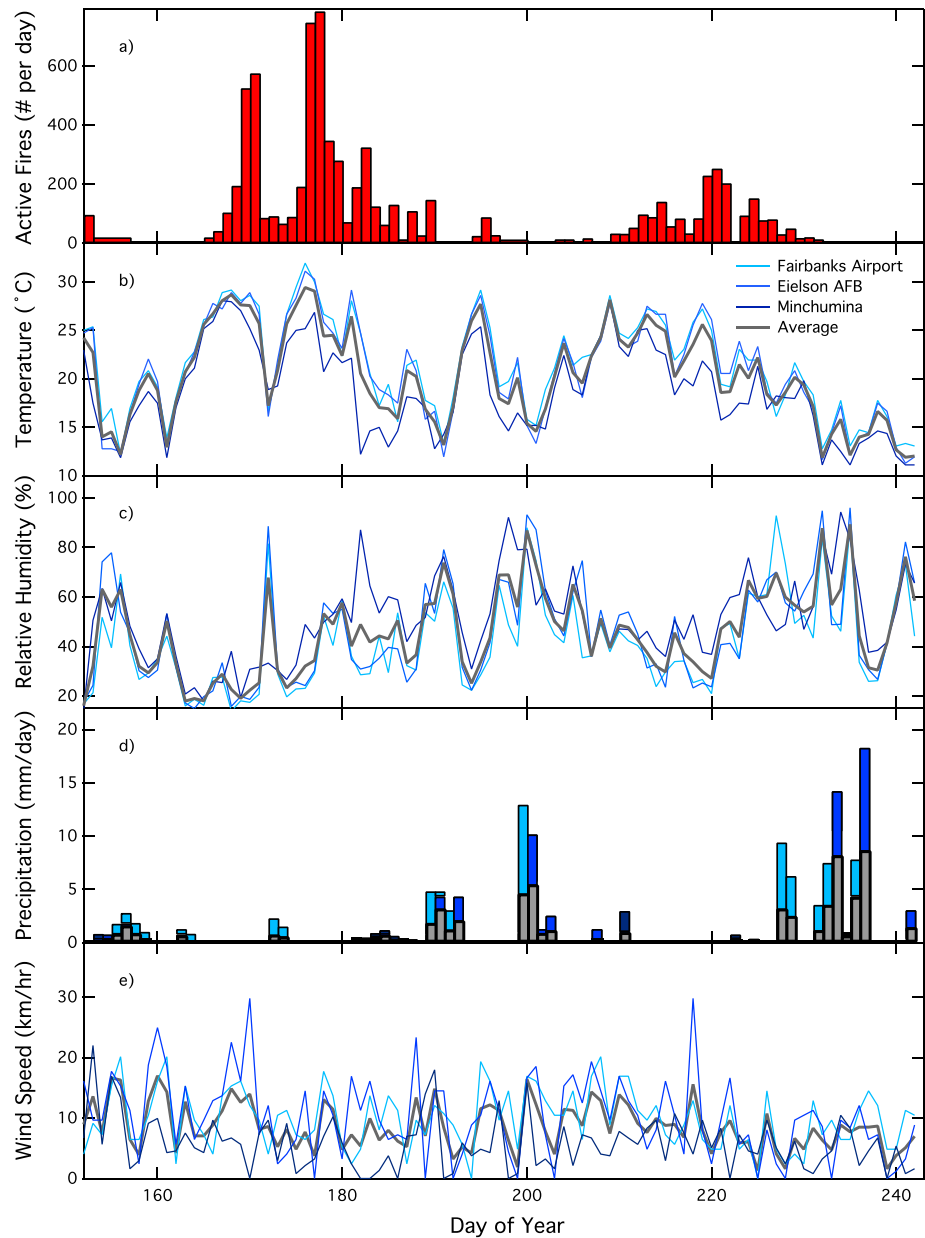 Active Fires (# per day)
a)
600
400
200
0
Temperature (˚C)
b)
30
25
20
15
10
Fairbanks Airport
Eielson AFB
Minchumina
Average
Relative Humidity (%)
c)
100
80
60
40
20
Precipitation (mm/day)
d)
20
15
10
5
0
Wind Speed (km/hr)
e)
30
20
10
0
160
180
200
220
240
Day of Year